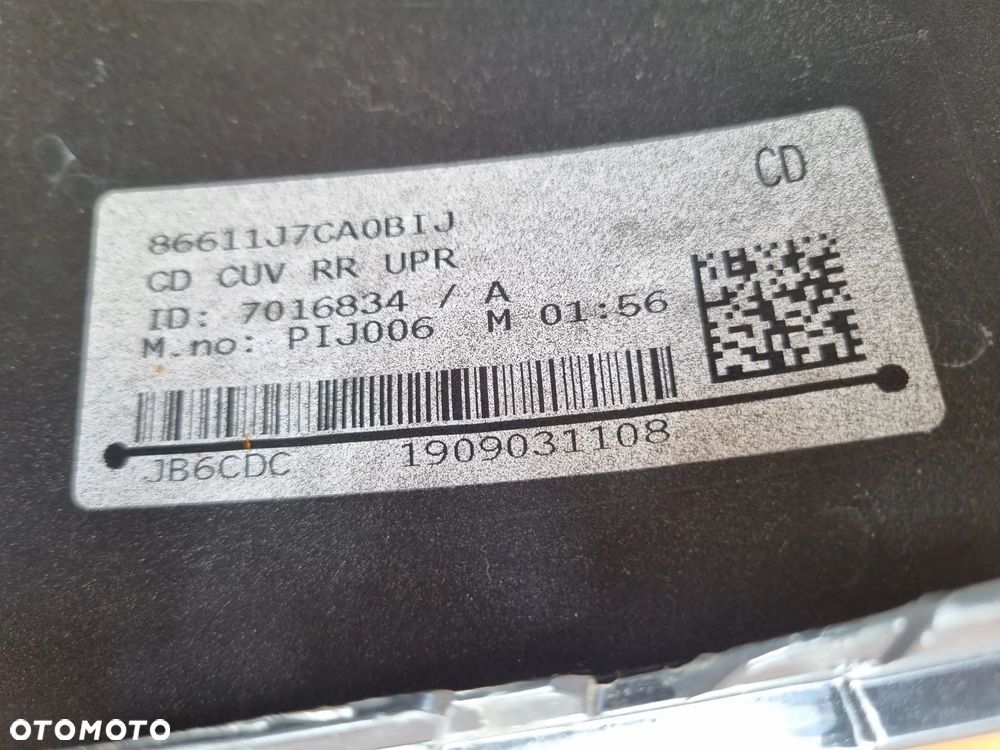 CD
86611J7CA0BIJ
CD CUV RR UPR
ID: 7016834 / A
M.no: PIJ006 M 01:56
JB6CDC 1909031108
OTOMOTO